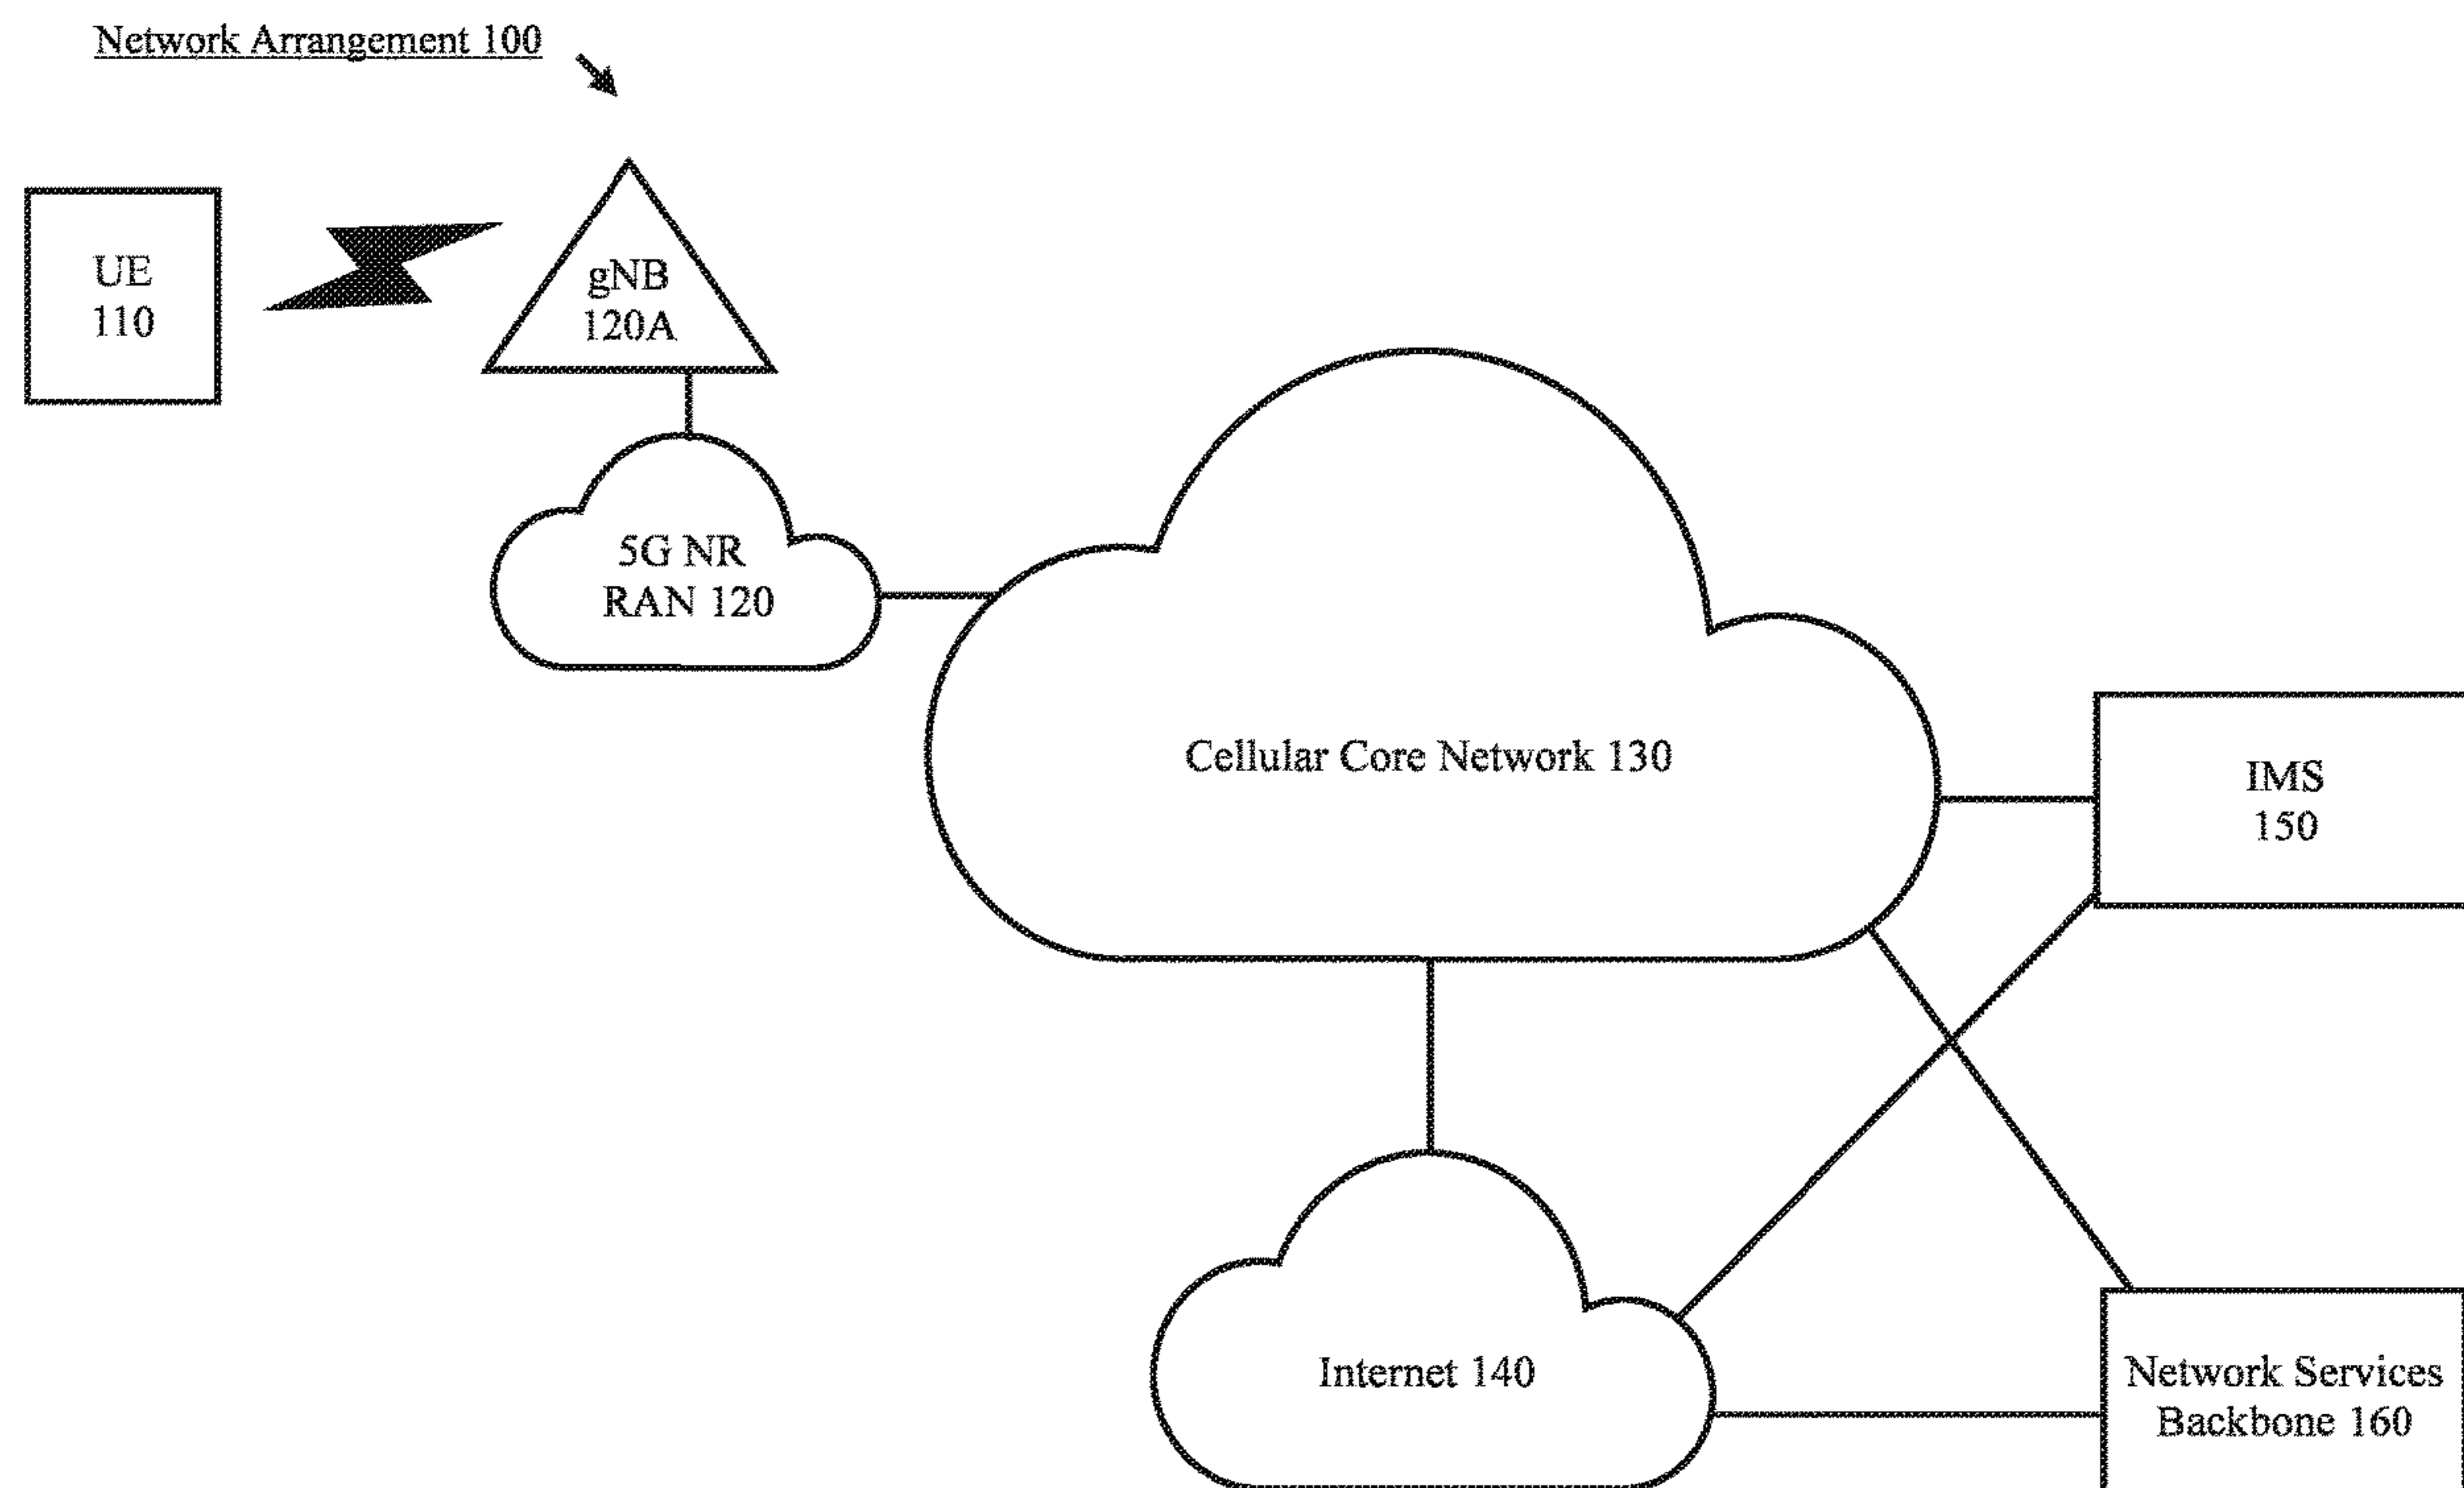 Network Arrangement 100
UE
110
gNB
120A
5G NR
RAN 120
Cellular Core Network 130
IMS
150
Internet 140
Network Services
Backbone 160